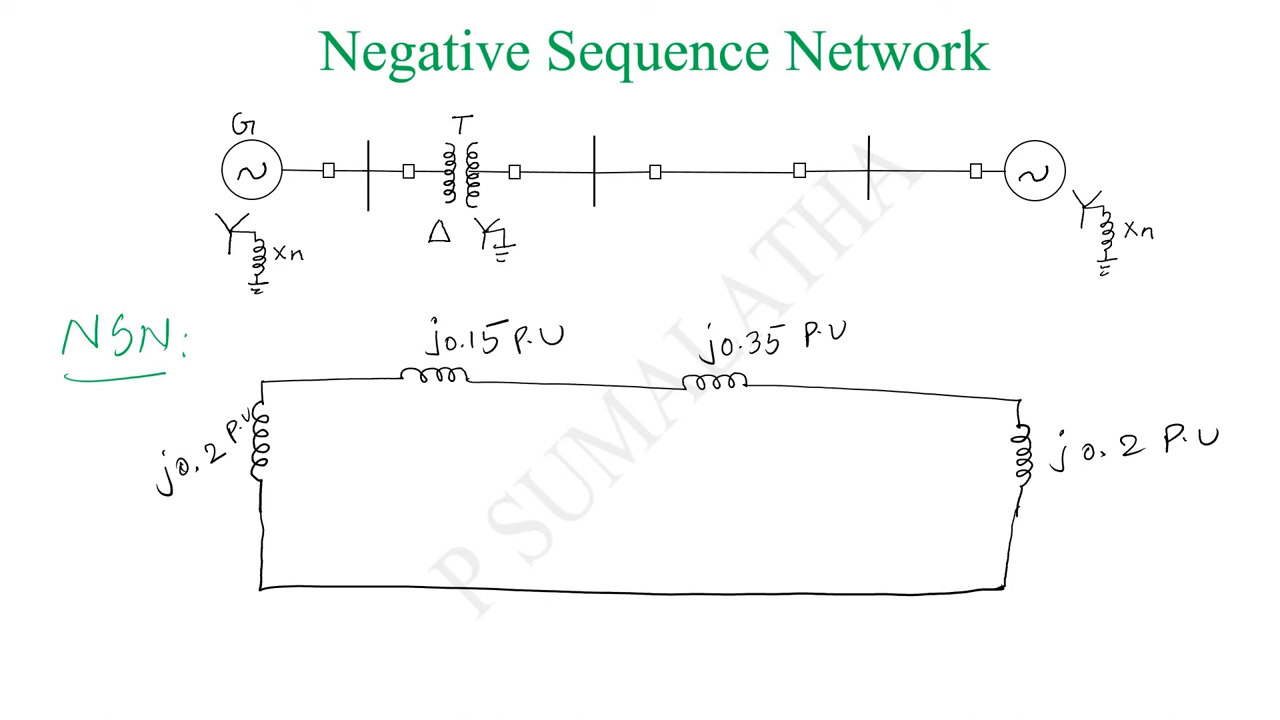 Negative Sequence Network
G
T
Xn
Δ
Xn
P SUMALATHA
NSN:
j0.15 P.U
j0.35 P.U
j0.2 P.U
j0.2 P.U